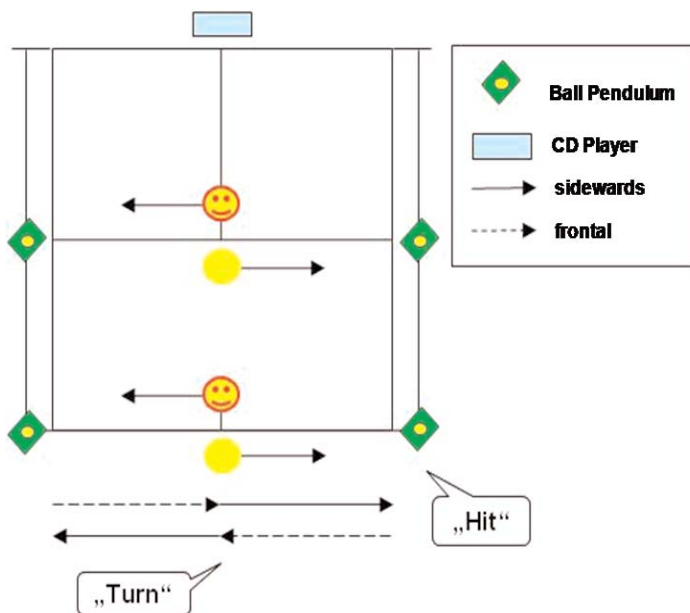 Ball Pendulum
CD Player
sidewards
frontal
„Hit“
„Turn“